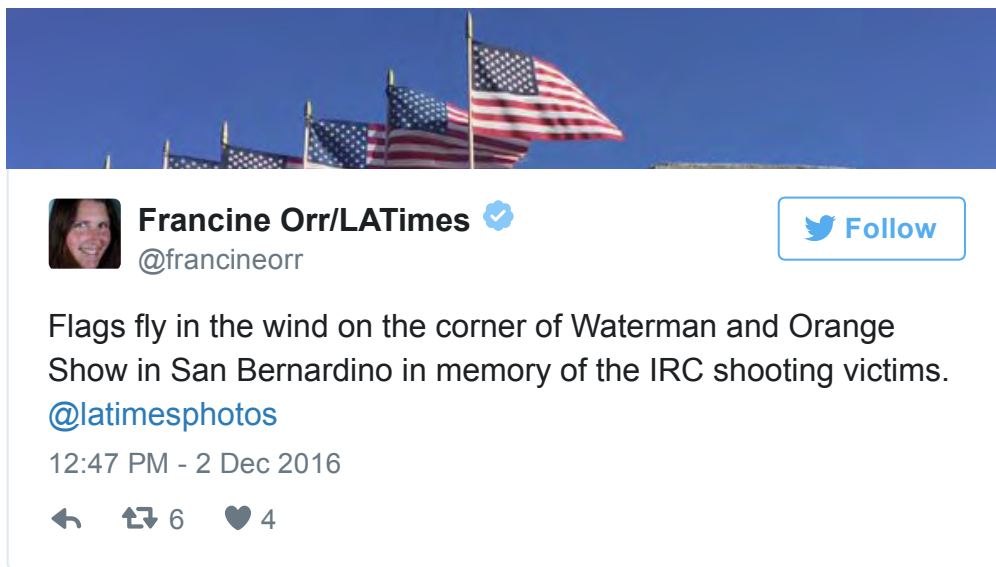 Francine Orr/LATimes
@francineorr
Follow
Flags fly in the wind on the corner of Waterman and Orange
Show in San Bernardino in memory of the IRC shooting victims.
@latimesphotos
12:47 PM - 2 Dec 2016
6 4